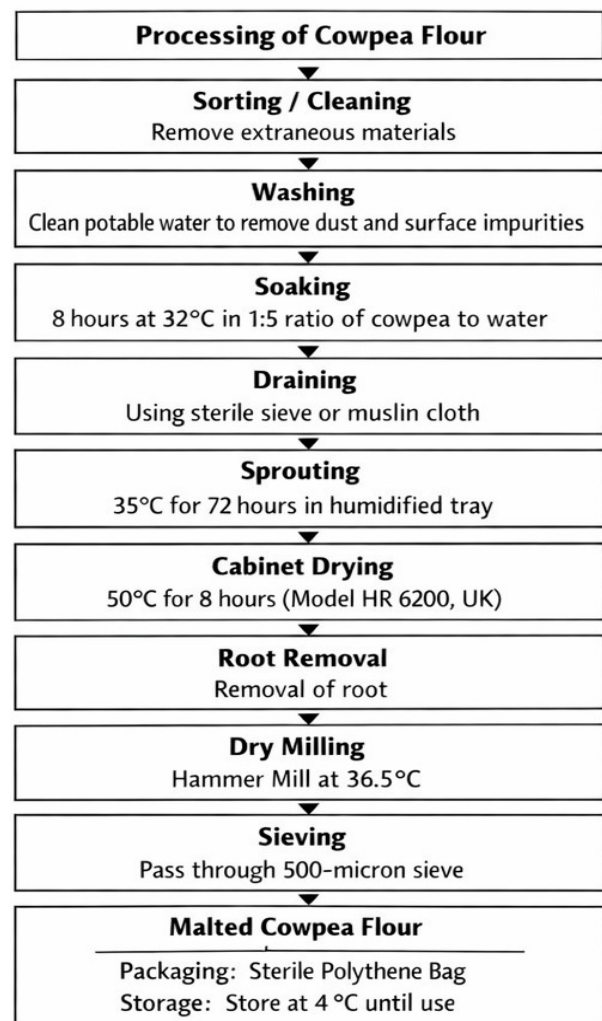 Processing of Cowpea Flour
Sorting / Cleaning
Remove extraneous materials
Washing
Clean potable water to remove dust and surface impurities
Soaking
8 hours at 32°C in 1:5 ratio of cowpea to water
Draining
Using sterile sieve or muslin cloth
Sprouting
35°C for 72 hours in humidified tray
Cabinet Drying
50°C for 8 hours (Model HR 6200, UK)
Root Removal
Removal of root
Dry Milling
Hammer Mill at 36.5°C
Sieving
Pass through 500-micron sieve
Malted Cowpea Flour
Packaging: Sterile Polythene Bag
Storage: Store at 4 °C until use